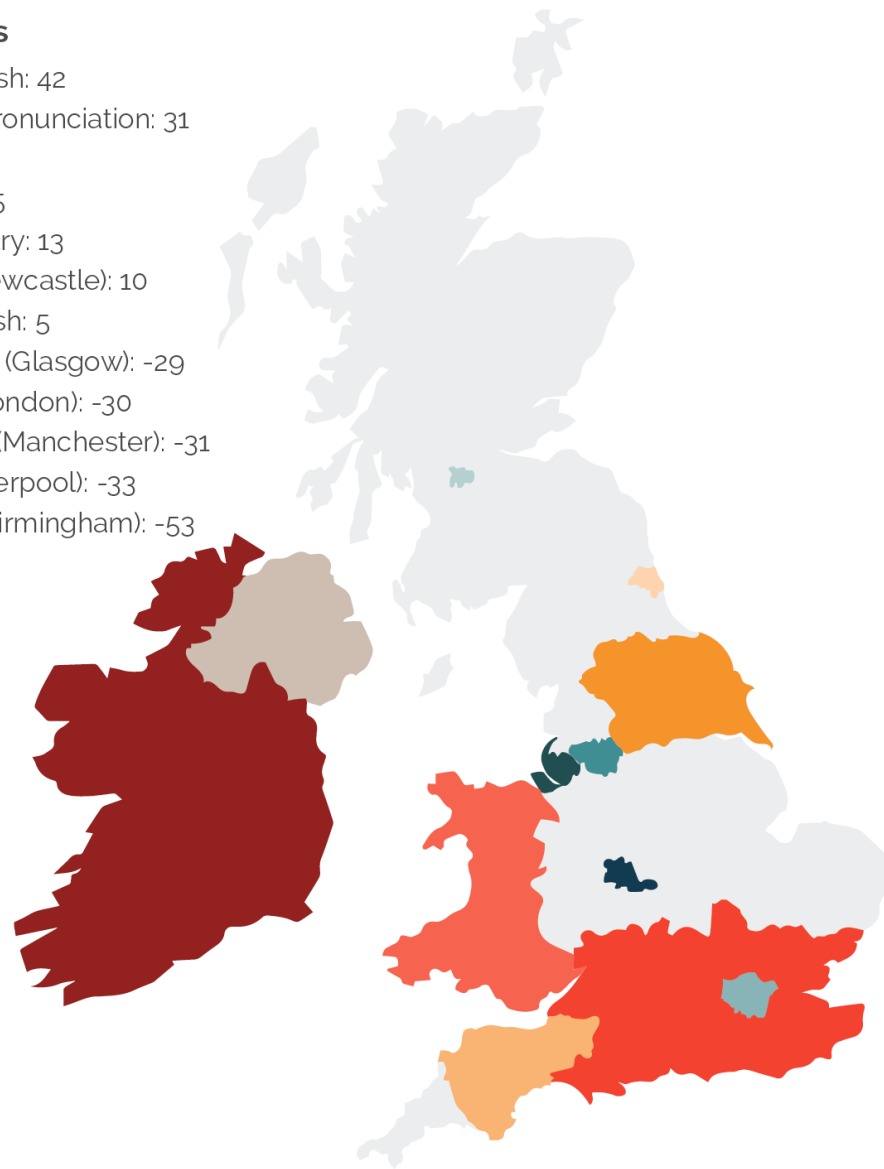 s
sh: 42
ronunciation: 31
5
ry: 13
ewcastle): 10
sh: 5
(Glasgow): -29
ondon): -30
(Manchester): -31
erpool): -33
irmingham): -53